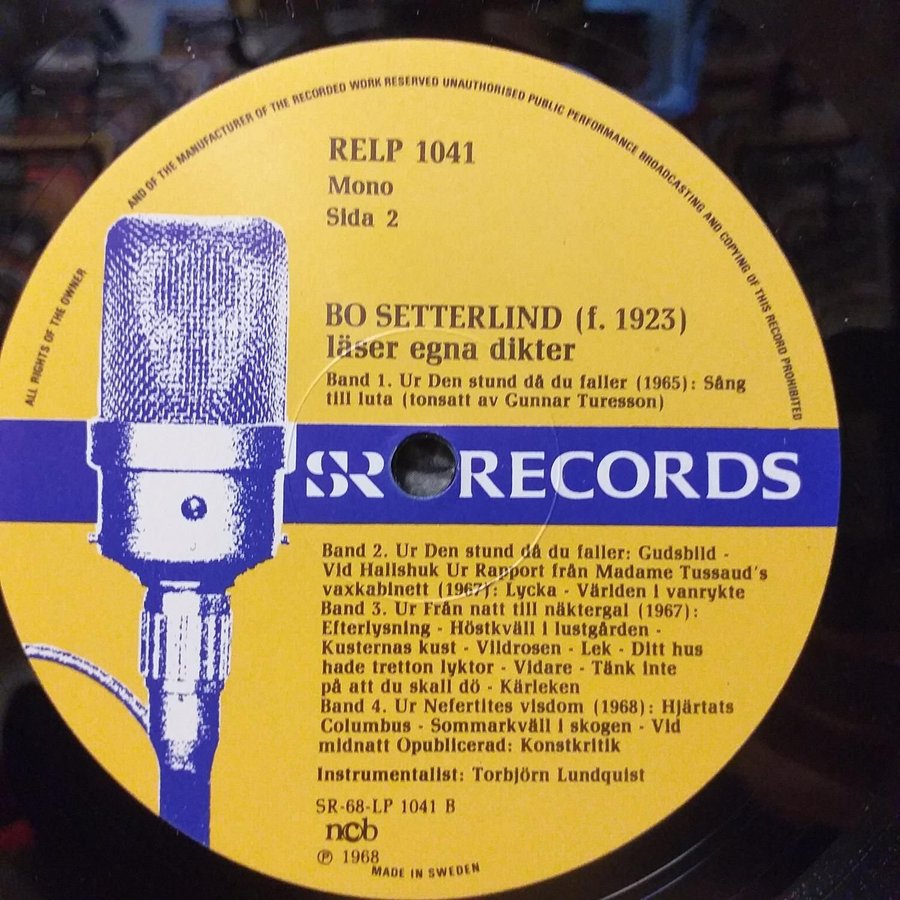 ALL RIGHTS OF THE OWNER AND OF THE MANUFACTURER OF THE RECORDED WORK RESERVED UNAUTHORISED PUBLIC PERFORMANCE BROADCASTING AND COPYING OF THIS RECORD PROHIBITED
RELP 1041
Mono
Sida 2
BO SETTERLIND (f. 1923)
läser egna dikter
Band 1. Ur Den stund då du faller (1965): Sång
till luta (tonsatt av Gunnar Turesson)
SR RECORDS
Band 2. Ur Den stund då du faller: Gudsbild -
Vid Hallshuk Ur Rapport från Madame Tussaud's
vaxkabinett (1967): Lycka - Världen i vanrykte
Band 3. Ur Från natt till näktergal (1967):
Efterlysning - Höstkväll i lustgården -
Kusternas kust - Vildrosen - Lek - Ditt hus
hade tretton lyktor - Vidare - Tänk inte
på att du skall dö - Kärleken
Band 4. Ur Nefertites visdom (1968): Hjärtats
Columbus - Sommarkväll i skogen - Vid
midnatt Opublicerad: Konstkritik
Instrumentalist: Torbjörn Lundquist
SR-68-LP 1041 B
ncb
℗ 1968
MADE IN SWEDEN